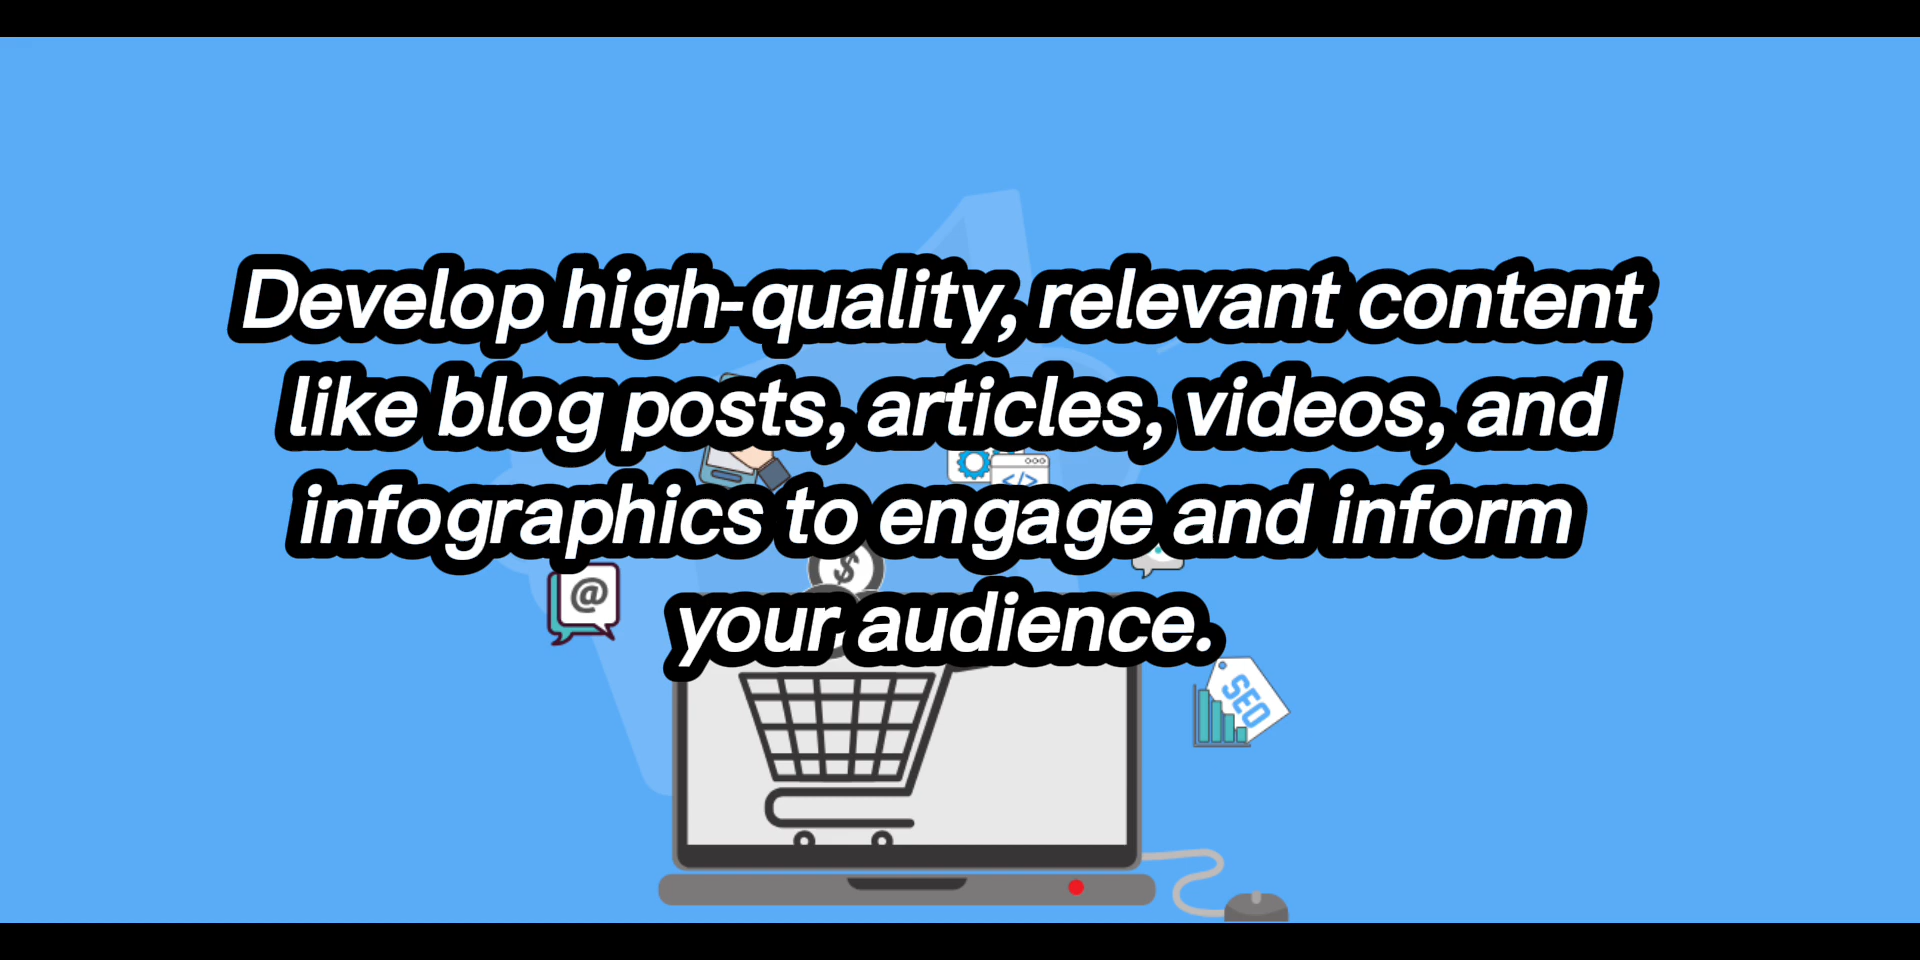 Develop high-quality, relevant content
like blog posts, articles, videos, and
infographics to engage and inform
your audience.
</>
@
$
SEO